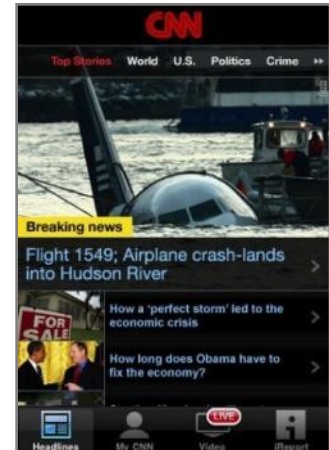 CNN
Top Stories World U.S. Politics Crime
Breaking news
Flight 1549; Airplane crash-lands
into Hudson River
FOR
SALE
How a 'perfect storm' led to the
economic crisis
How long does Obama have to
fix the economy?
LIVE
Headlines My CNN Video iReport